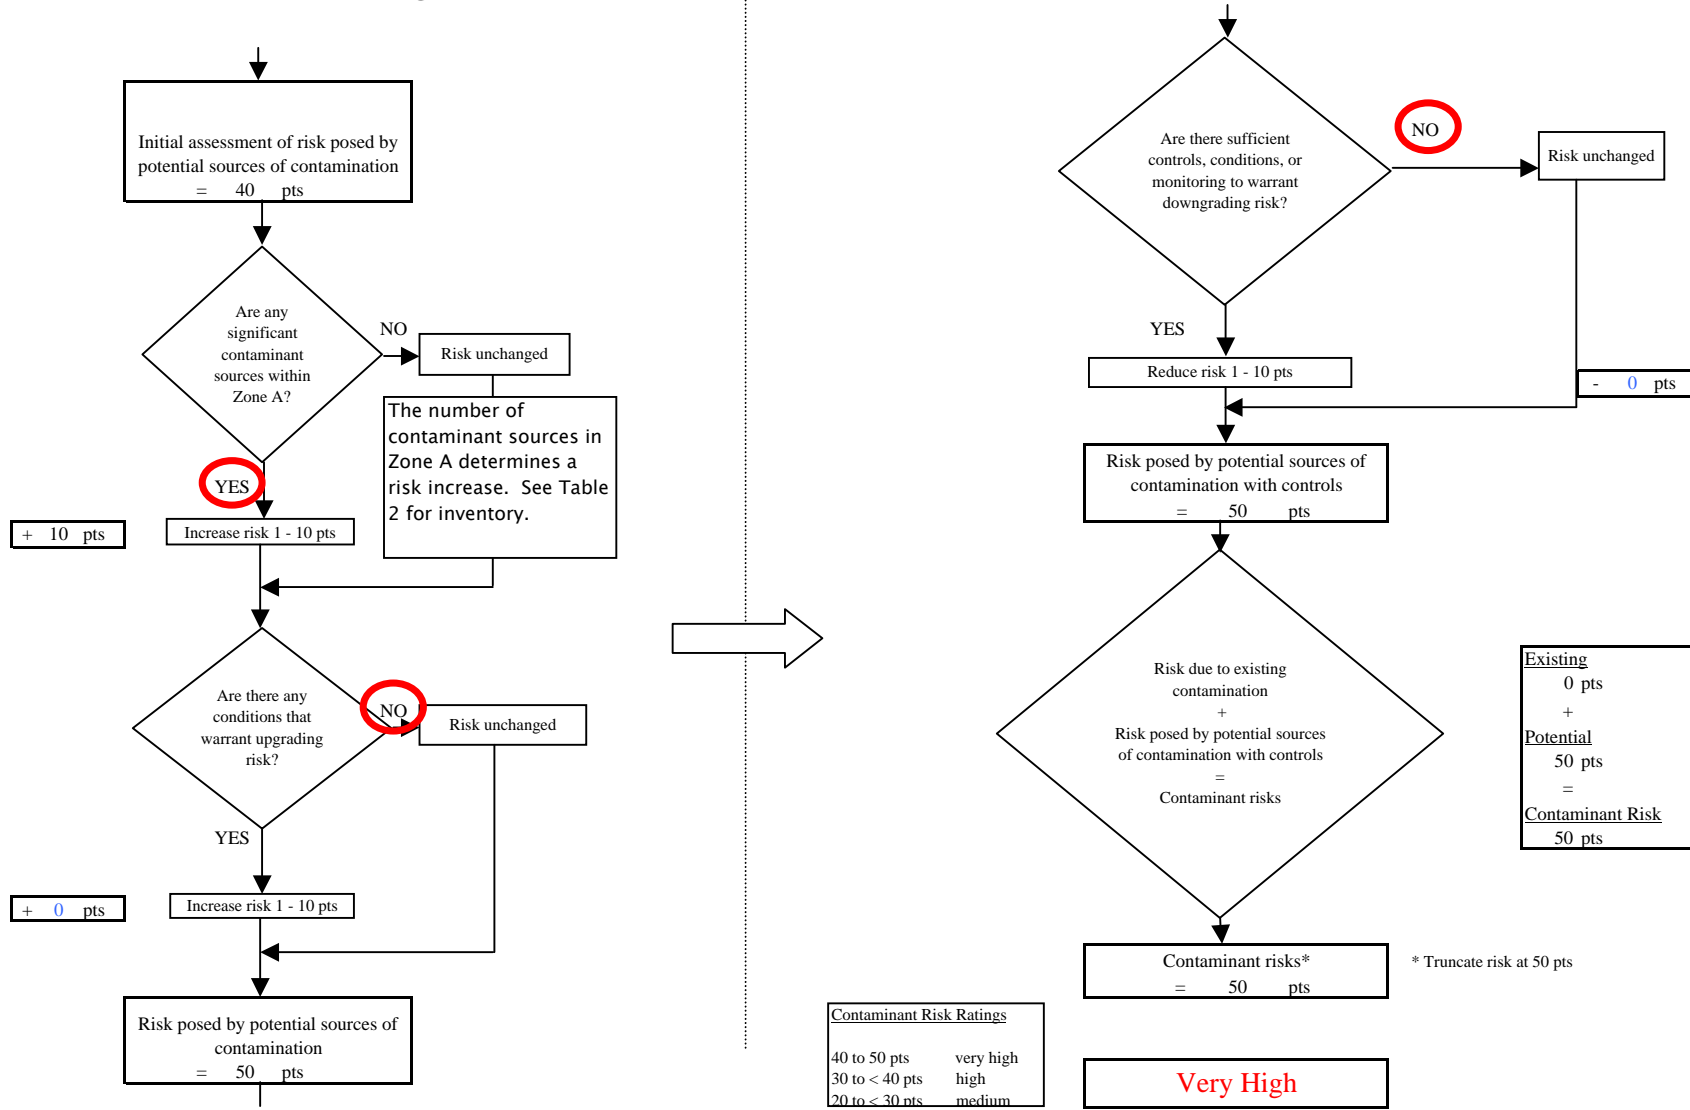 Initial assessment of risk posed by
potential sources of contamination
= 40 pts
Are any
significant
contaminant
sources within
Zone A?
NO
Risk unchanged
The number of
contaminant sources in
Zone A determines a
risk increase. See Table
2 for inventory.
YES
+ 10 pts
Increase risk 1 - 10 pts
Are there any
conditions that
warrant upgrading
risk?
NO
Risk unchanged
YES
+ 0 pts
Increase risk 1 - 10 pts
Risk posed by potential sources of
contamination
= 50 pts
Are there sufficient
controls, conditions, or
monitoring to warrant
downgrading risk?
NO
Risk unchanged
YES
Reduce risk 1 - 10 pts
- 0 pts
Risk posed by potential sources of
contamination with controls
= 50 pts
Risk due to existing
contamination
+
Risk posed by potential sources
of contamination with controls
=
Contaminant risks
Existing
0 pts
+
Potential
50 pts
=
Contaminant Risk
50 pts
Contaminant risks*
= 50 pts
* Truncate risk at 50 pts
Contaminant Risk Ratings
40 to 50 pts very high
30 to < 40 pts high
20 to < 30 pts medium
Very High